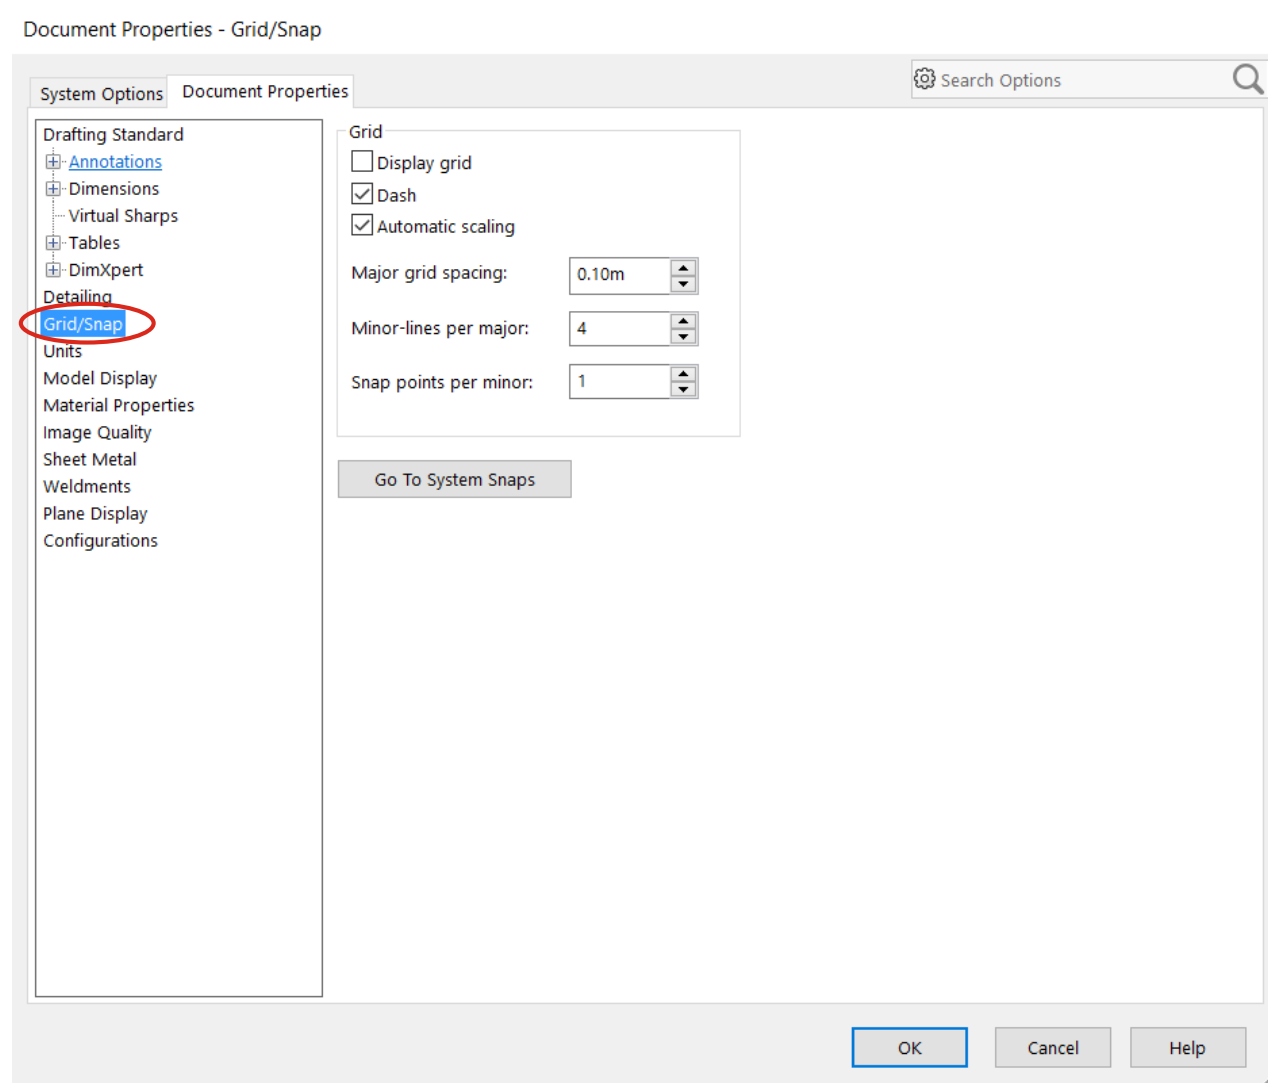 Document Properties - Grid/Snap
System Options
Document Properties
Search Options
Drafting Standard
Annotations
Dimensions
Virtual Sharps
Tables
DimXpert
Detailing
Grid/Snap
Units
Model Display
Material Properties
Image Quality
Sheet Metal
Weldments
Plane Display
Configurations
Grid
Display grid
Dash
Automatic scaling
Major grid spacing: 0.10m
Minor-lines per major: 4
Snap points per minor: 1
Go To System Snaps
OK Cancel Help